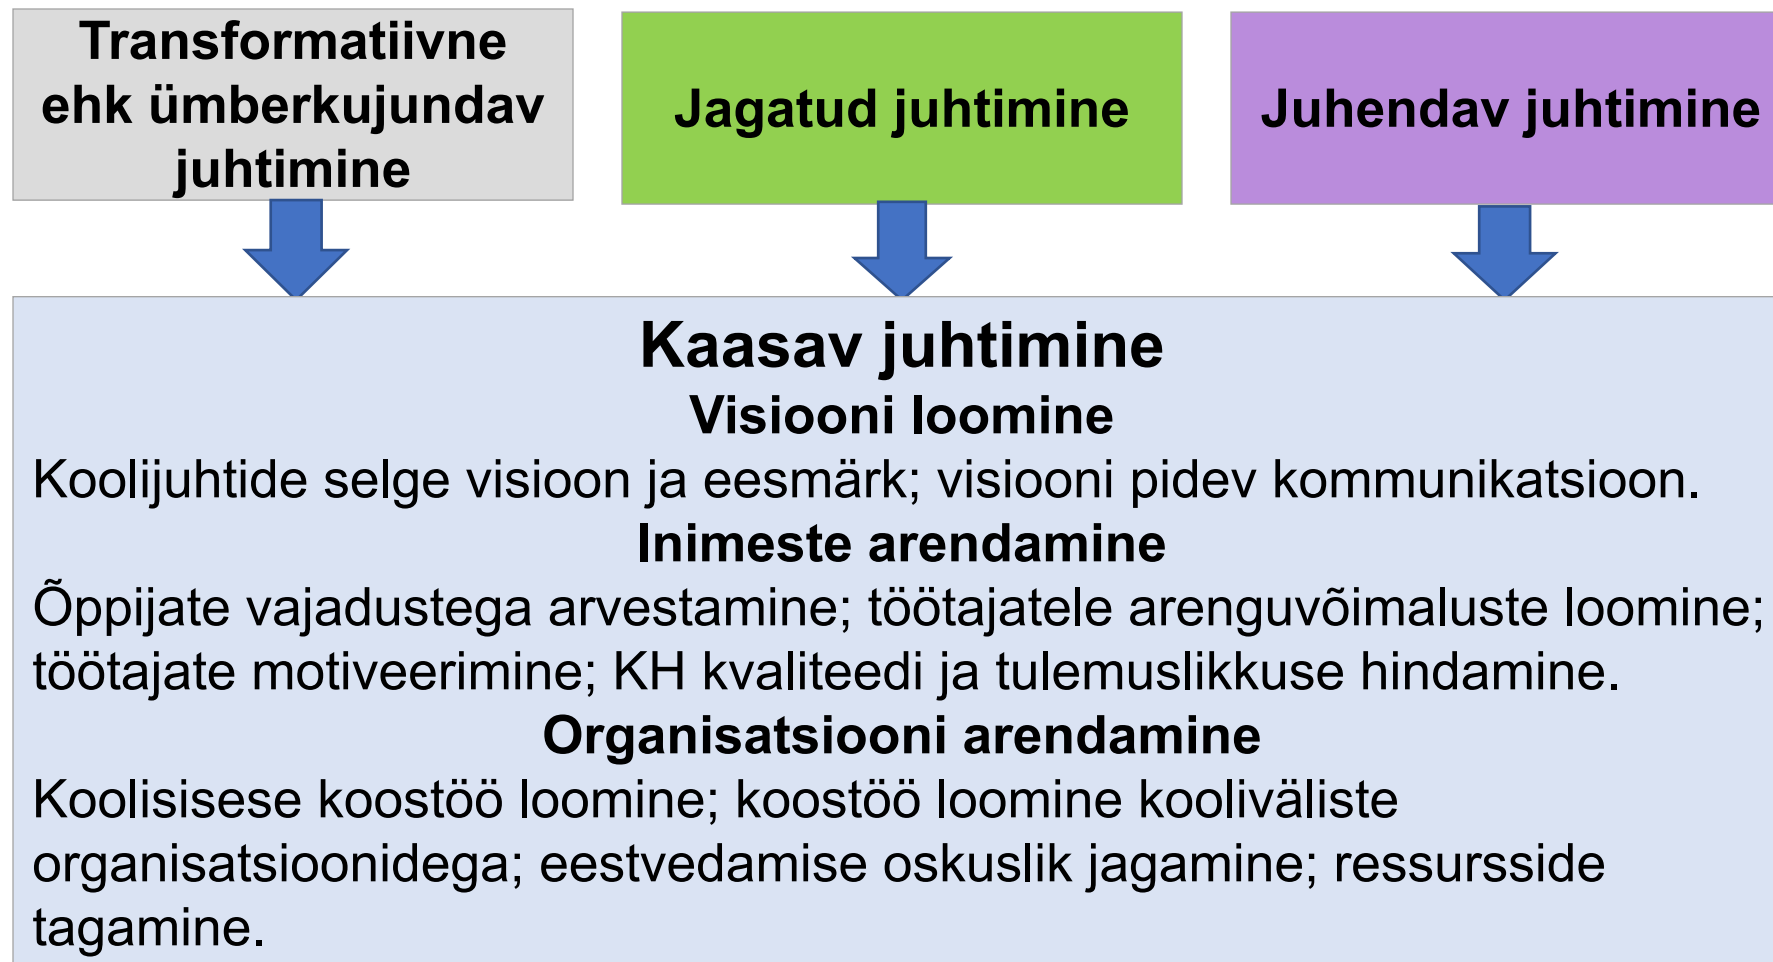 Transformatiivne
ehk ümberkujundav
juhtimine
Jagatud juhtimine
Juhendav juhtimine
Kaasav juhtimine
Visiooni loomine
Koolijuhtide selge visioon ja eesmärk; visiooni pidev kommunikatsioon.
Inimeste arendamine
Õppijate vajadustega arvestamine; töötajatele arenguvõimaluste loomine;
töötajate motiveerimine; KH kvaliteedi ja tulemuslikkuse hindamine.
Organisatsiooni arendamine
Koolisisese koostöö loomine; koostöö loomine kooliväliste
organisatsioonidega; eestvedamise oskuslik jagamine; ressursside
tagamine.